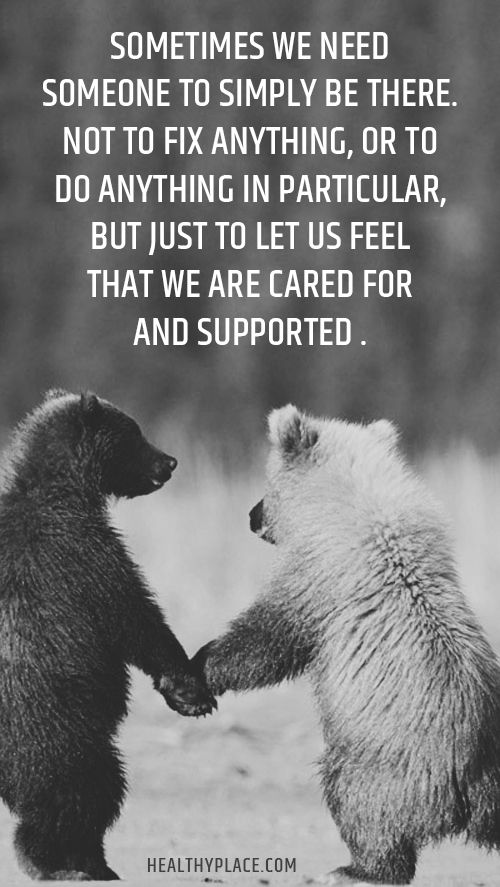 SOMETIMES WE NEED
SOMEONE TO SIMPLY BE THERE.
NOT TO FIX ANYTHING, OR TO
DO ANYTHING IN PARTICULAR,
BUT JUST TO LET US FEEL
THAT WE ARE CARED FOR
AND SUPPORTED .
HEALTHYPLACE.COM